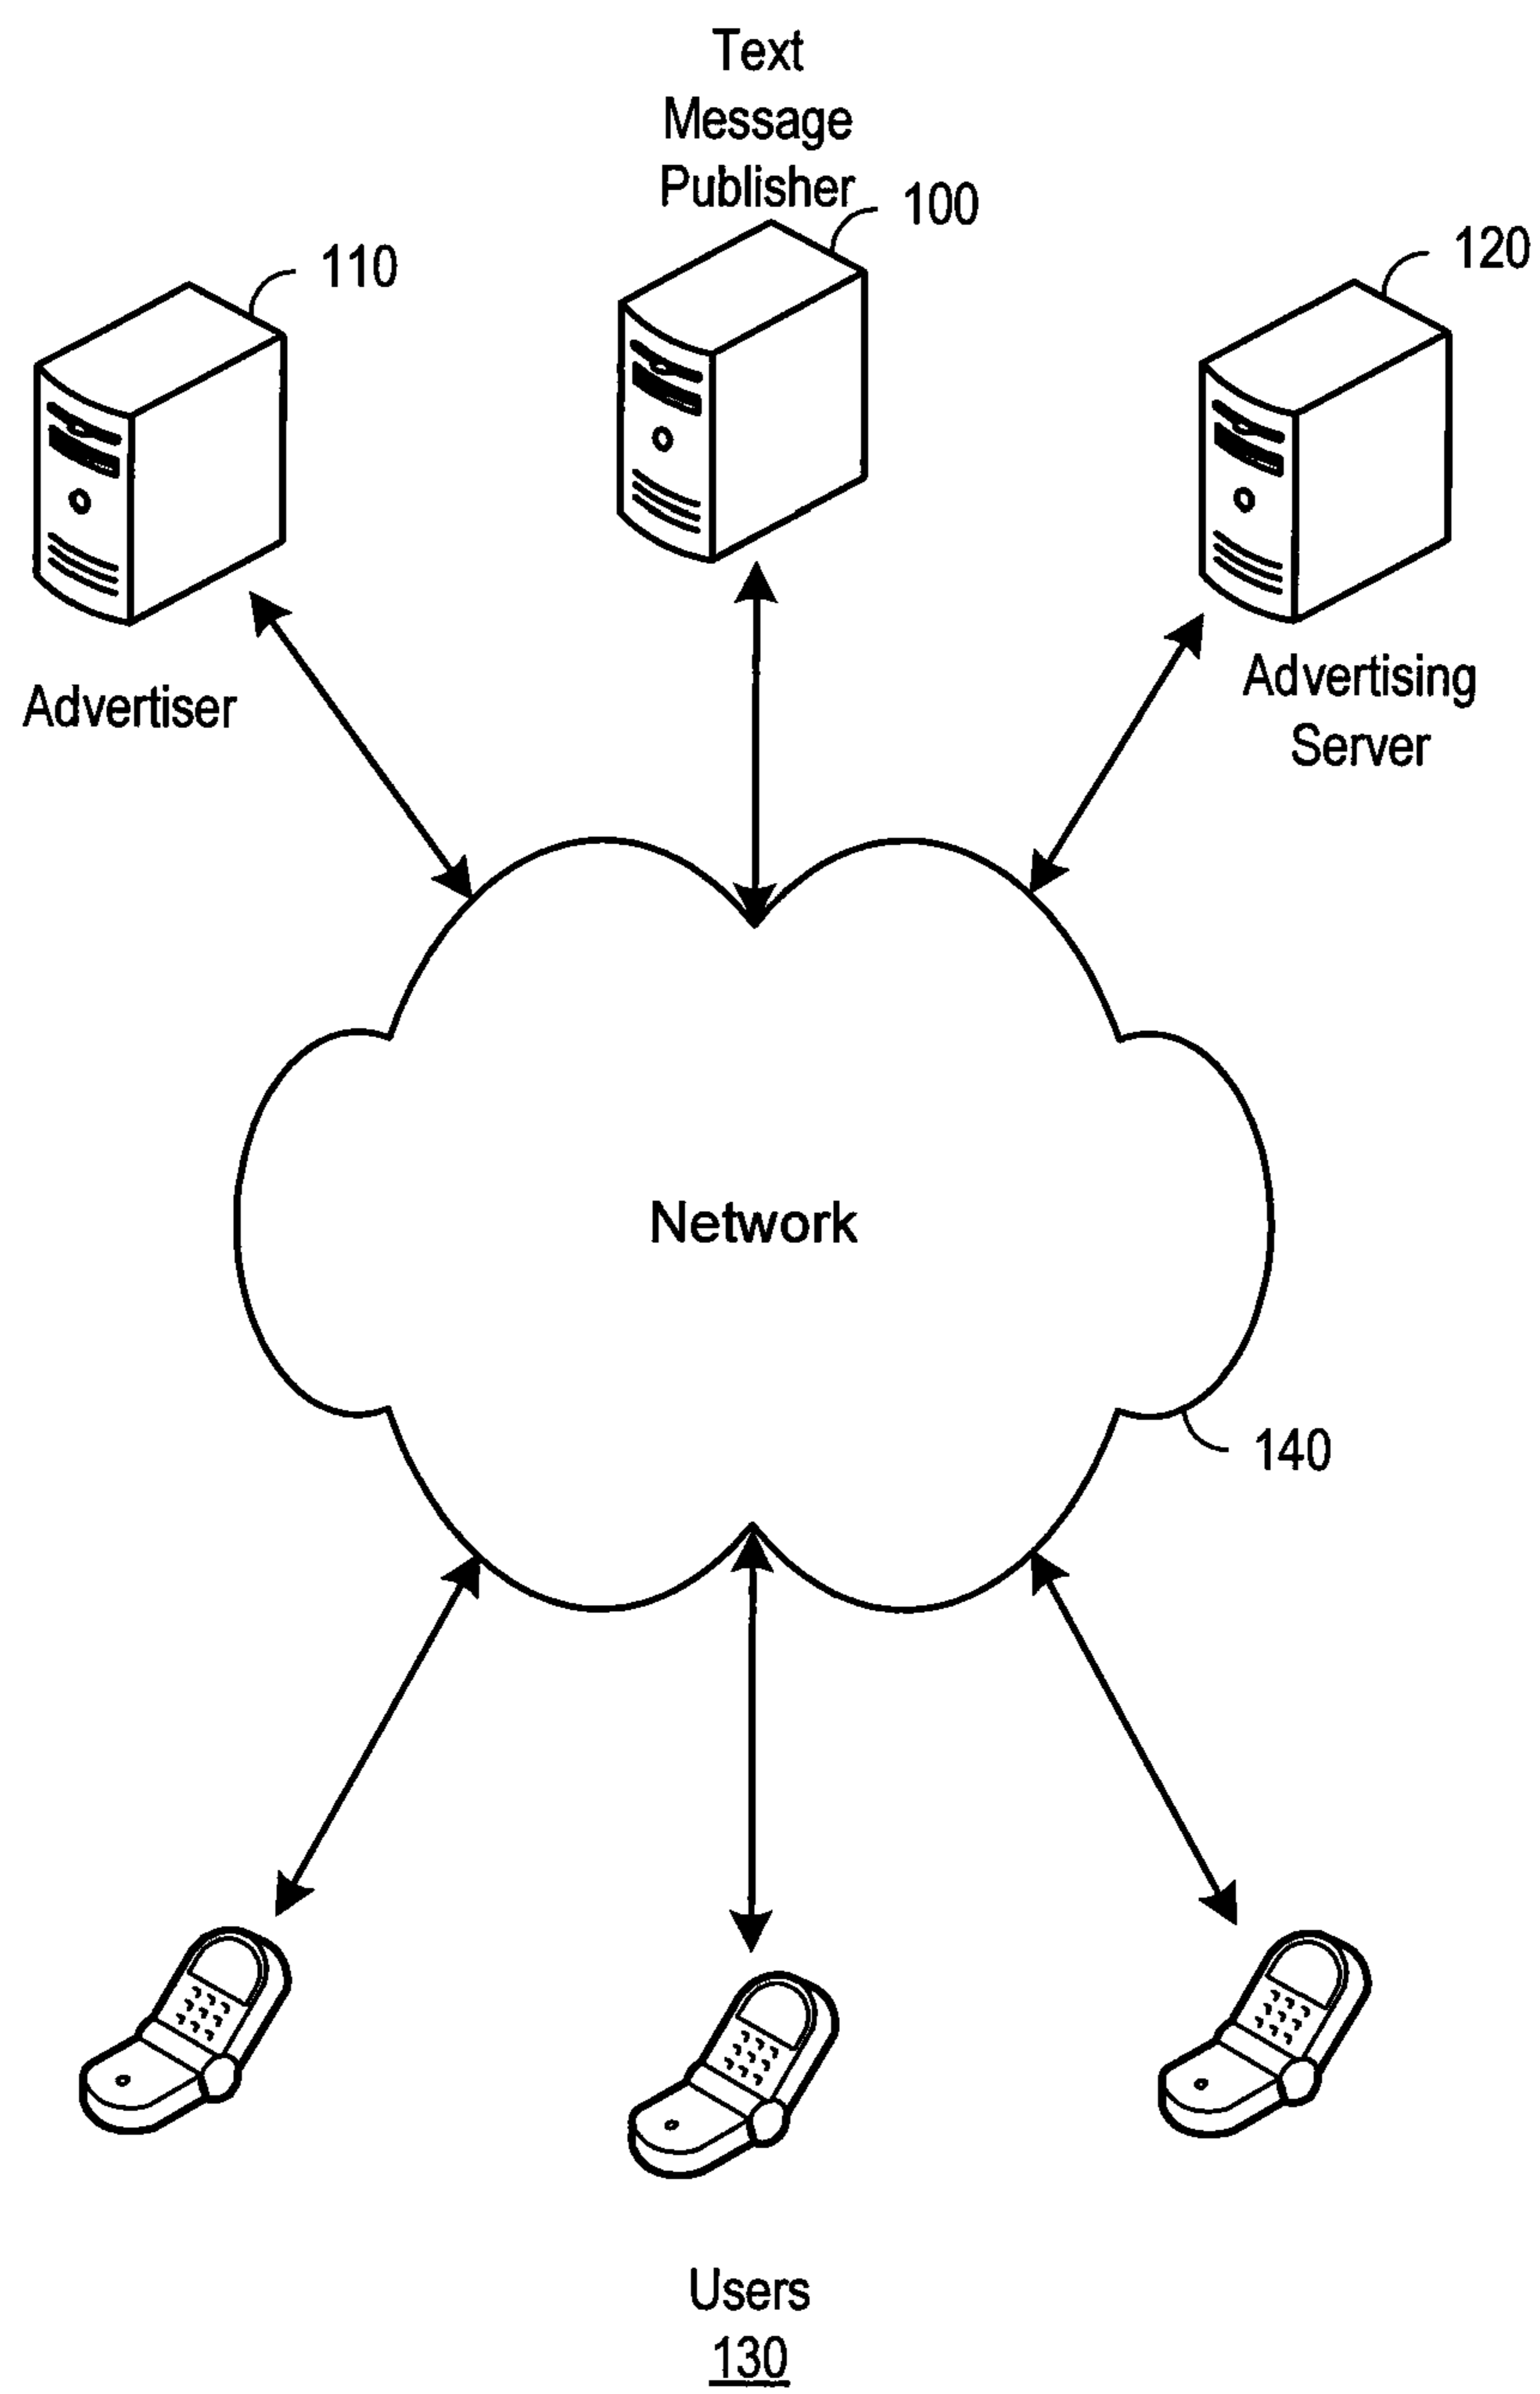 Text
Message
Publisher
100
110
120
Advertiser
Advertising
Server
Network
140
Users
130